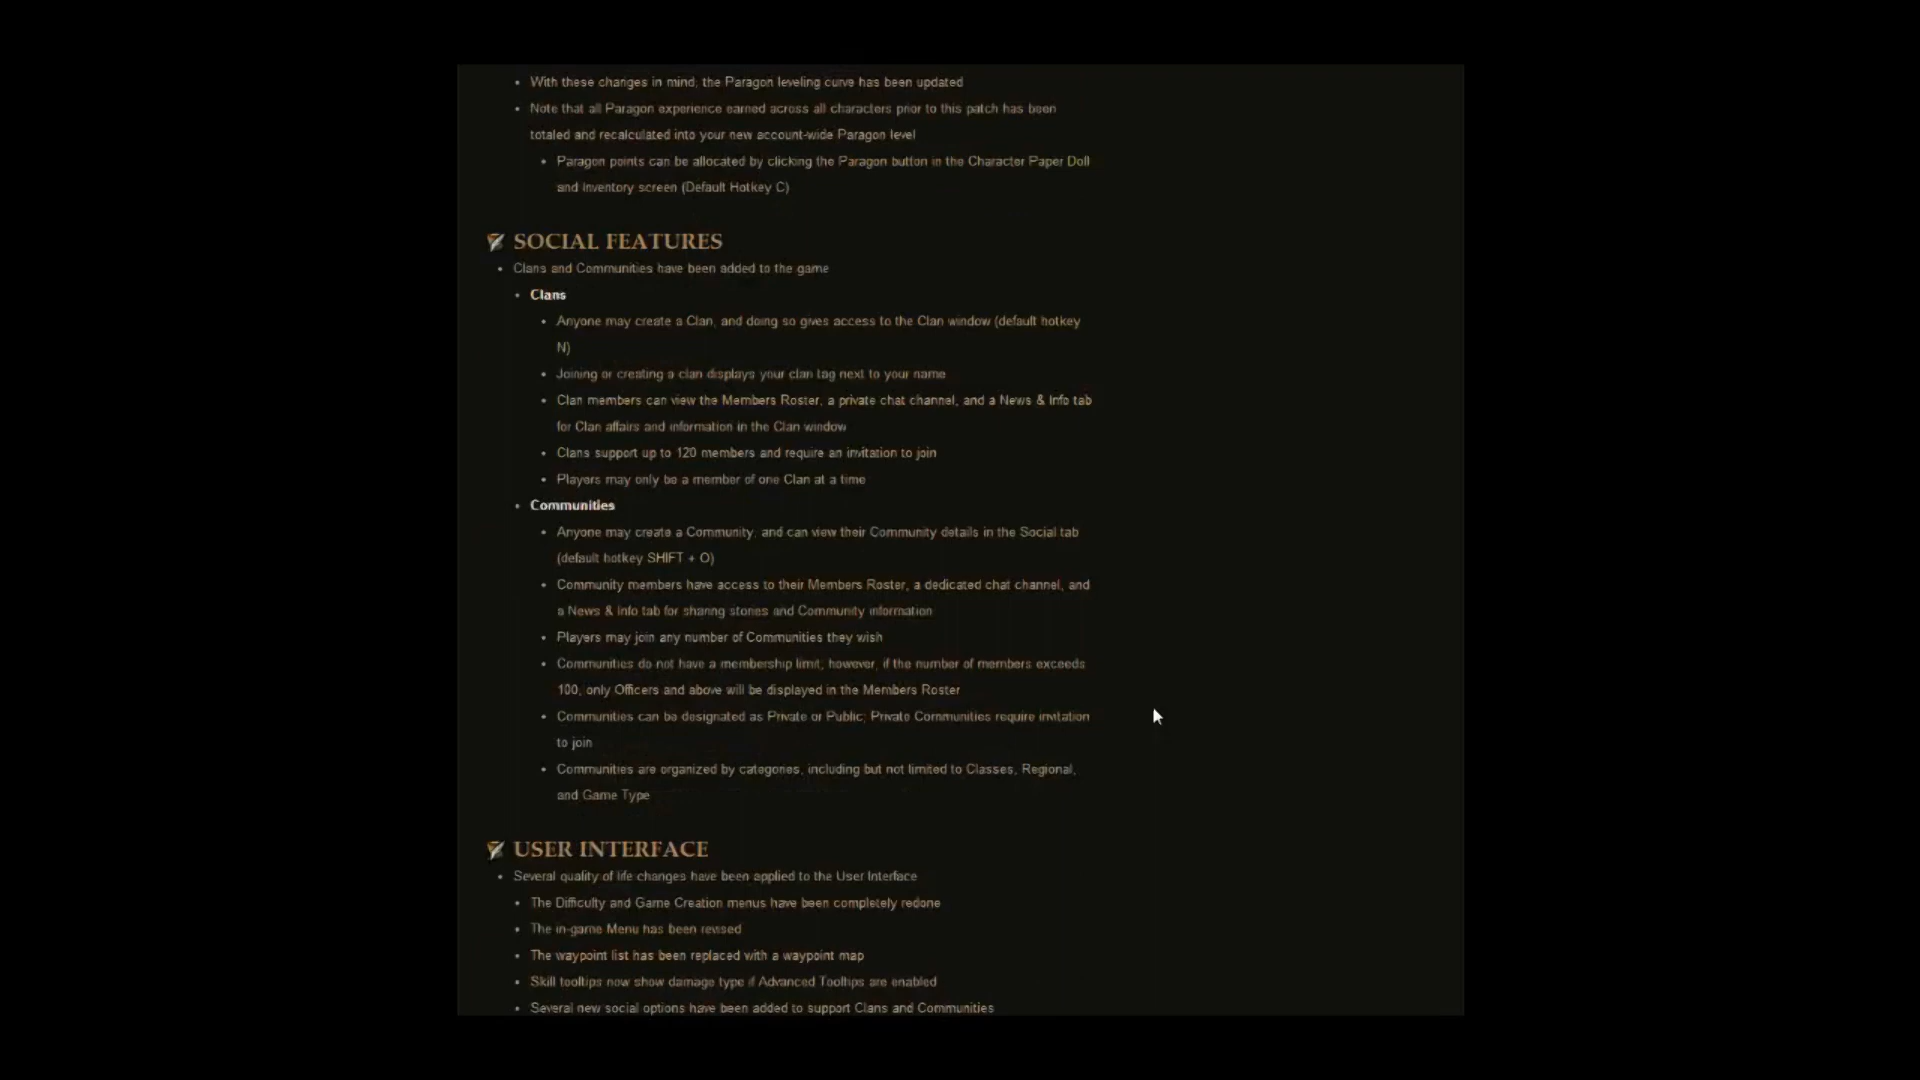 With these changes in mind, the Paragon leveling curve has been updated
Note that all Paragon experience earned across all characters prior to this patch has been
totaled and recalculated into your new account-wide Paragon level
Paragon points can be allocated by clicking the Paragon button in the Character Paper Doll
and Inventory screen (Default Hotkey C)
SOCIAL FEATURES
Clans and Communities have been added to the game
Clans
Anyone may create a Clan, and doing so gives access to the Clan window (default hotkey
N)
Joining or creating a clan displays your clan tag next to your name
Clan members can view the Members Roster, a private chat channel, and a News & Info tab
for Clan affairs and information in the Clan window
Clans support up to 120 members and require an invitation to join
Players may only be a member of one Clan at a time
Communities
Anyone may create a Community, and can view their Community details in the Social tab
(default hotkey SHIFT + O)
Community members have access to their Members Roster, a dedicated chat channel, and
a News & Info tab for sharing stories and Community information
Players may join any number of Communities they wish
Communities do not have a membership limit; however, if the number of members exceeds
100, only Officers and above will be displayed in the Members Roster
Communities can be designated as Private or Public; Private Communities require invitation
to join
Communities are organized by categories, including but not limited to Classes, Regional,
and Game Type
USER INTERFACE
Several quality of life changes have been applied to the User Interface
The Difficulty and Game Creation menus have been completely redone
The in-game Menu has been revised
The waypoint list has been replaced with a waypoint map
Skill tooltips now show damage type if Advanced Tooltips are enabled
Several new social options have been added to support Clans and Communities